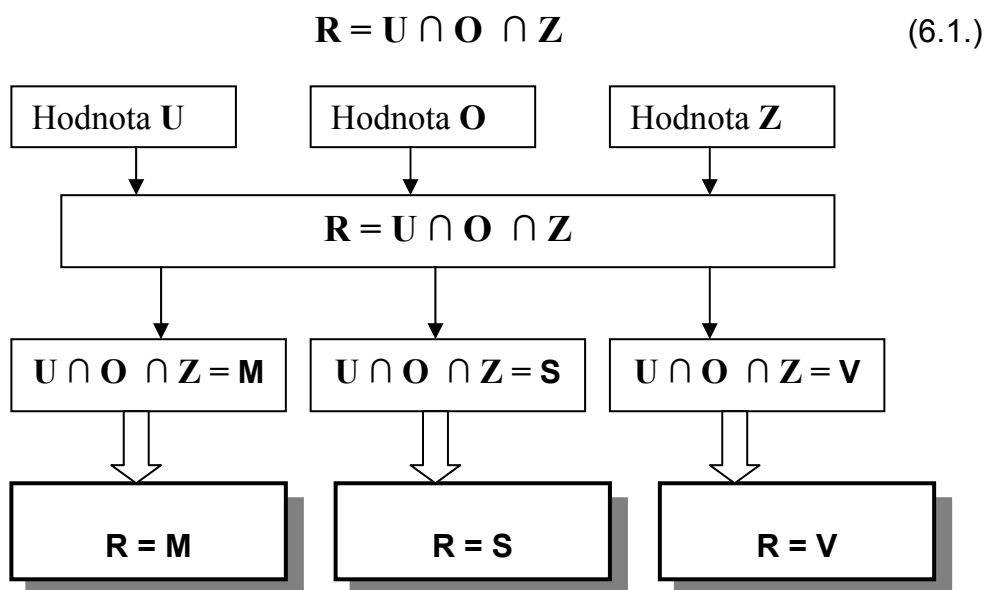 R = U ∩ O ∩ Z (6.1.)
Hodnota U Hodnota O Hodnota Z
R = U ∩ O ∩ Z
U ∩ O ∩ Z = M U ∩ O ∩ Z = S U ∩ O ∩ Z = V
R = M R = S R = V